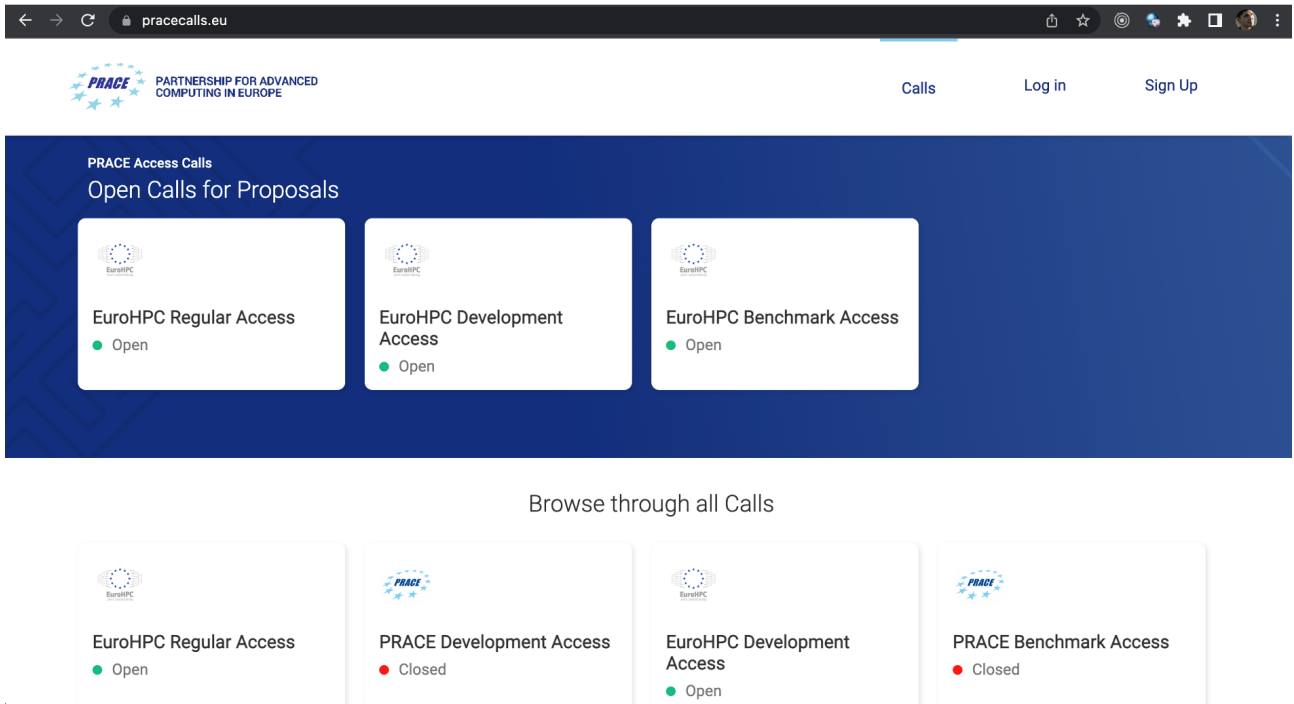 pracecalls.eu
PRACE
PARTNERSHIP FOR ADVANCED
COMPUTING IN EUROPE
Calls
Log in
Sign Up
PRACE Access Calls
Open Calls for Proposals
EuroHPC
EuroHPC
EuroHPC
EuroHPC Regular Access
Open
EuroHPC Development
Access
Open
EuroHPC Benchmark Access
Open
Browse through all Calls
EuroHPC
PRACE
EuroHPC
PRACE
EuroHPC Regular Access
Open
PRACE Development Access
Closed
EuroHPC Development
Access
Open
PRACE Benchmark Access
Closed